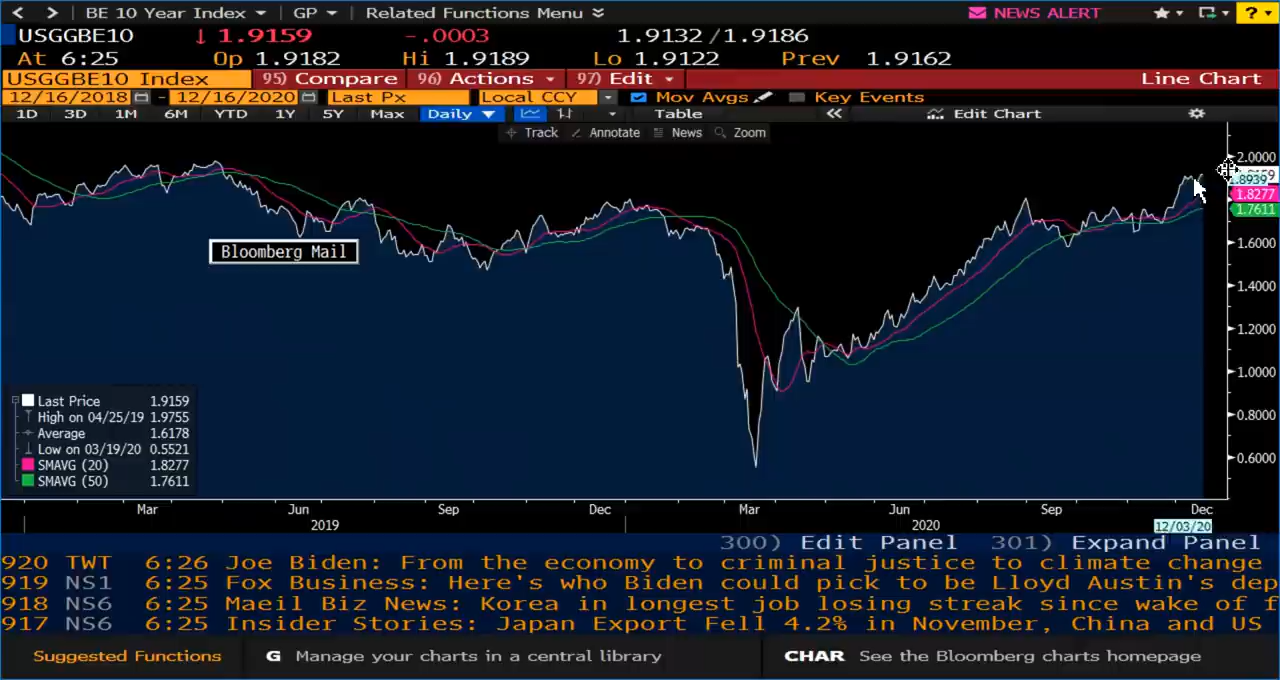 < > BE 10 Year Index GP Related Functions Menu NEWS ALERT ?
USGGBE10 ↓ 1.9159 -.0003 1.9132/1.9186
At 6:25 Op 1.9182 Hi 1.9189 Lo 1.9122 Prev 1.9162
USGGBE10 Index 95) Compare 96) Actions 97) Edit Line Chart
12/16/2018 - 12/16/2020 Last Px Local CCY Mov Avgs Key Events
1D 3D 1M 6M YTD 1Y 5Y Max Daily Table « Edit Chart
Track Annotate News Zoom
2.0000
1.8939
1.8277
1.7611
1.6000
1.4000
1.2000
1.0000
0.8000
0.6000
Bloomberg Mail
Last Price 1.9159
High on 04/25/19 1.9755
Average 1.6178
Low on 03/19/20 0.5521
SMAVG (20) 1.8277
SMAVG (50) 1.7611
Mar Jun Sep Dec Mar Jun Sep Dec
2019 2020 12/03/20
300) Edit Panel 301) Expand Panel
920 TWT 6:26 Joe Biden: From the economy to criminal justice to climate change
919 NS1 6:25 Fox Business: Here's who Biden could pick to be Lloyd Austin's dep
918 NS6 6:25 Maeil Biz News: Korea in longest job losing streak since wake of f
917 NS6 6:25 Insider Stories: Japan Export Fell 4.2% in November, China and US
Suggested Functions G Manage your charts in a central library CHAR See the Bloomberg charts homepage